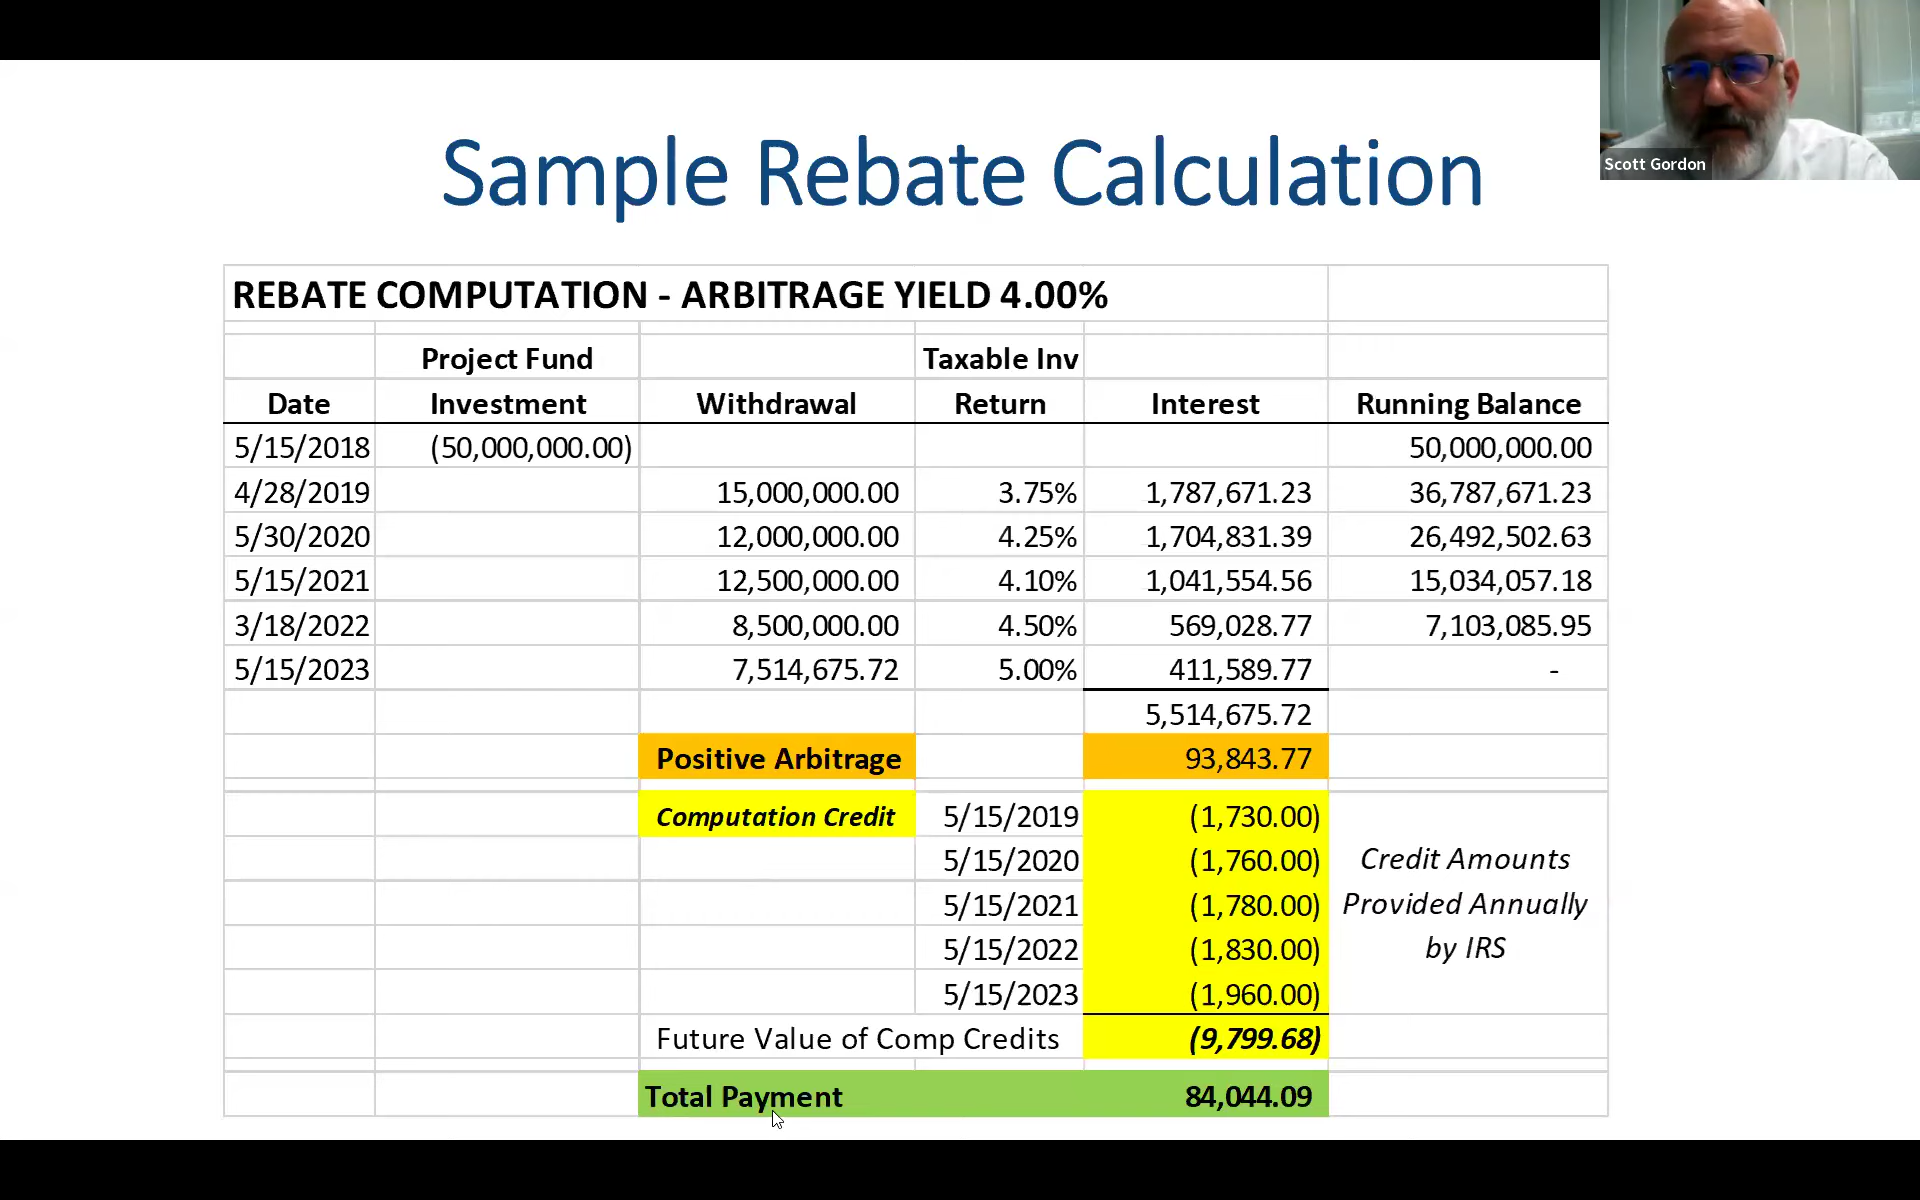 Scott Gordon
Sample Rebate Calculation
REBATE COMPUTATION - ARBITRAGE YIELD 4.00%
Project Fund Taxable Inv
Date Investment Withdrawal Return Interest Running Balance
5/15/2018 (50,000,000.00) 50,000,000.00
4/28/2019 15,000,000.00 3.75% 1,787,671.23 36,787,671.23
5/30/2020 12,000,000.00 4.25% 1,704,831.39 26,492,502.63
5/15/2021 12,500,000.00 4.10% 1,041,554.56 15,034,057.18
3/18/2022 8,500,000.00 4.50% 569,028.77 7,103,085.95
5/15/2023 7,514,675.72 5.00% 411,589.77 -
5,514,675.72
Positive Arbitrage 93,843.77
Computation Credit 5/15/2019 (1,730.00)
5/15/2020 (1,760.00) Credit Amounts
5/15/2021 (1,780.00) Provided Annually
5/15/2022 (1,830.00) by IRS
5/15/2023 (1,960.00)
Future Value of Comp Credits (9,799.68)
Total Payment 84,044.09